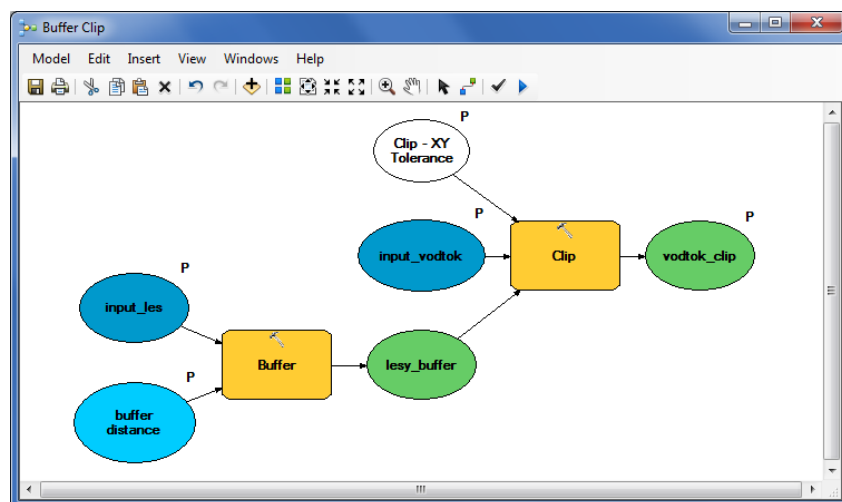 Buffer Clip
Model Edit Insert View Windows Help
P
Clip - XY
Tolerance
P
input_vodtok
Clip
P
vodtok_clip
P
input_les
Buffer
lesy_buffer
P
buffer
distance